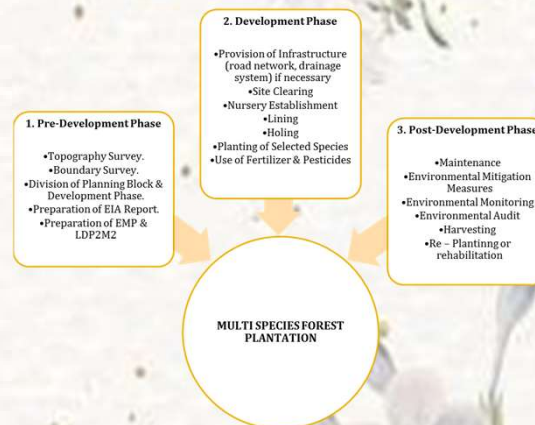 1. Pre-Development Phase
•Topography Survey.
•Boundary Survey.
•Division of Planning Block &
Development Phase.
•Preparation of EIA Report.
•Preparation of EMP &
LDP2M2
2. Development Phase
•Provision of Infrastructure
(road network, drainage
system) if necessary
•Site Clearing
•Nursery Establishment
•Lining
•Holing
•Planting of Selected Species
•Use of Fertilizer & Pesticides
3. Post-Development Phase
•Maintenance
•Environmental Mitigation
Measures
•Environmental Monitoring
•Environmental Audit
•Harvesting
•Re – Plantinng or
rehabilitation
MULTI SPECIES FOREST
PLANTATION